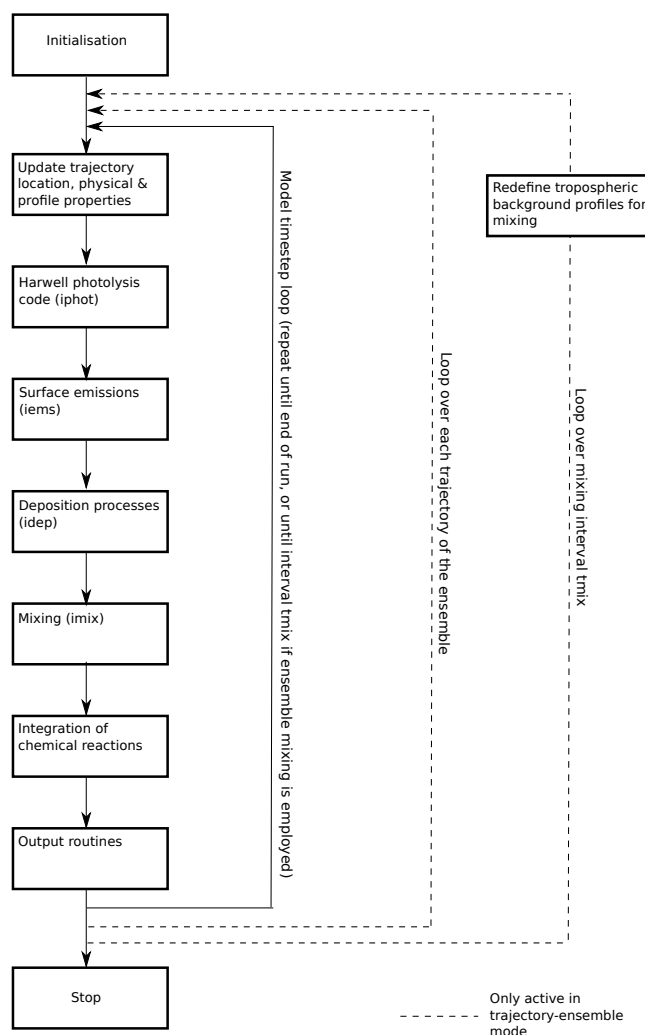 Initialisation
Update trajectory
location, physical &
profile properties
Redefine tropospheric
background profiles for
mixing
Harwell photolysis
code (iphot)
Surface emissions
(iems)
Deposition processes
(idep)
Mixing (imix)
Integration of
chemical reactions
Output routines
Stop
Model timestep loop (repeat until end of run, or until interval tmix if ensemble mixing is employed)
Loop over each trajectory of the ensemble
Loop over mixing interval tmix
Only active in
trajectory-ensemble
mode